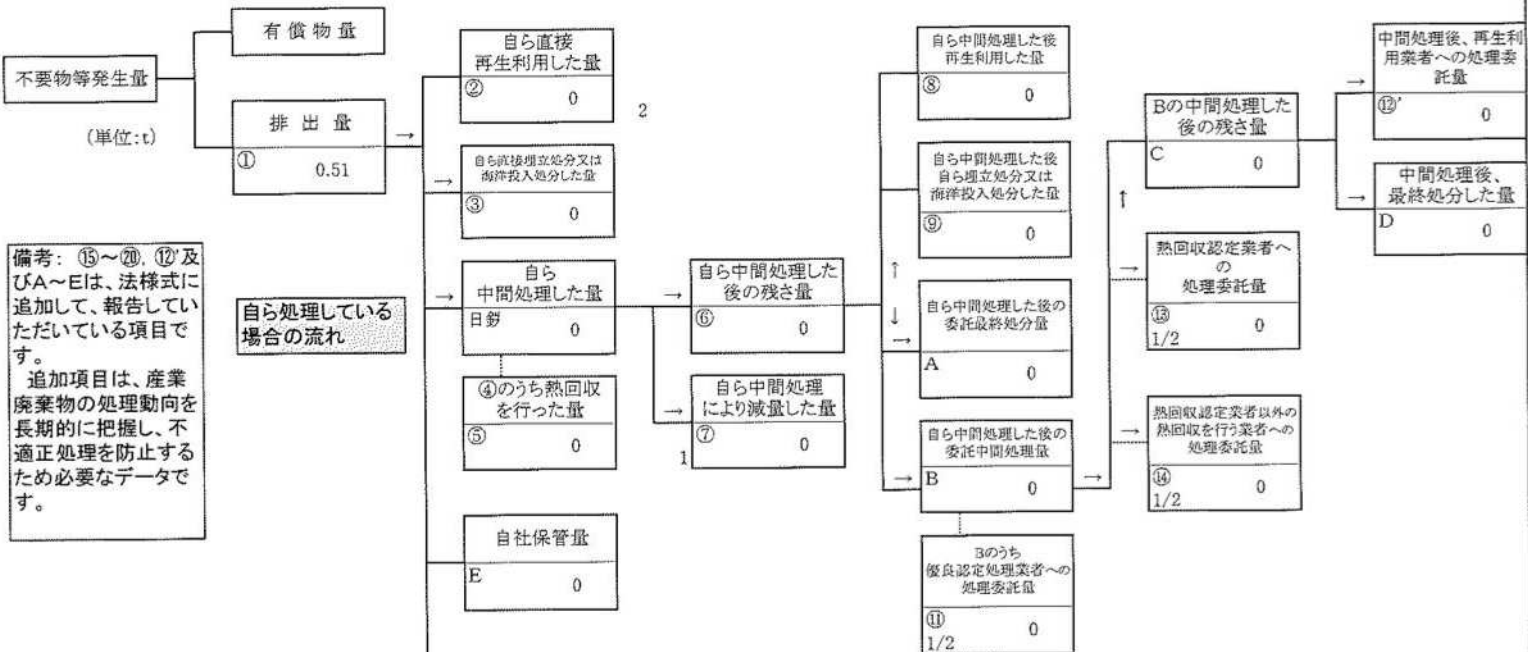 有償物量
不要物等発生量
(単位:t)
排出量
→
①
0.51
備考： ⑮～⑳、⑫'及
びA～Eは、法様式に
追加して、報告してい
ただいている項目で
す。
追加項目は、産業
廃棄物の処理動向を
長期的に把握し、不
適正処理を防止する
ため必要なデータで
す。
自ら処理している
場合の流れ
自ら直接
再生利用した量
②
0
2
→
自ら直接埋立処分又は
海洋投入処分した量
③
0
→
自ら
中間処理した量
0
④のうち熱回収
を行った量
⑤
0
自社保管量
E
0
→
自ら中間処理した
後の残さ量
⑥
0
→
自ら中間処理
により減量した量
⑦
0
1
自ら中間処理した後
再生利用した量
⑧
0
自ら中間処理した後
自ら埋立処分又は
海洋投入処分した量
⑨
0
↑
↓
→
自ら中間処理した後の
委託最終処分量
A
0
→
自ら中間処理した後の
委託中間処理量
B
0
→
Bのうち
優良認定処理業者への
処理委託量
⑪
1/2
0
Bの中間処理した
後の残さ量
C
0
↑
→
熱回収認定業者へ
の
処理委託量
⑬
1/2
0
→
熱回収認定業者以外の
熱回収を行う業者への
処理委託量
⑭
1/2
0
→
中間処理後、再生利
用業者への処理委
託量
⑫'
0
→
中間処理後、
最終処分した量
D
0